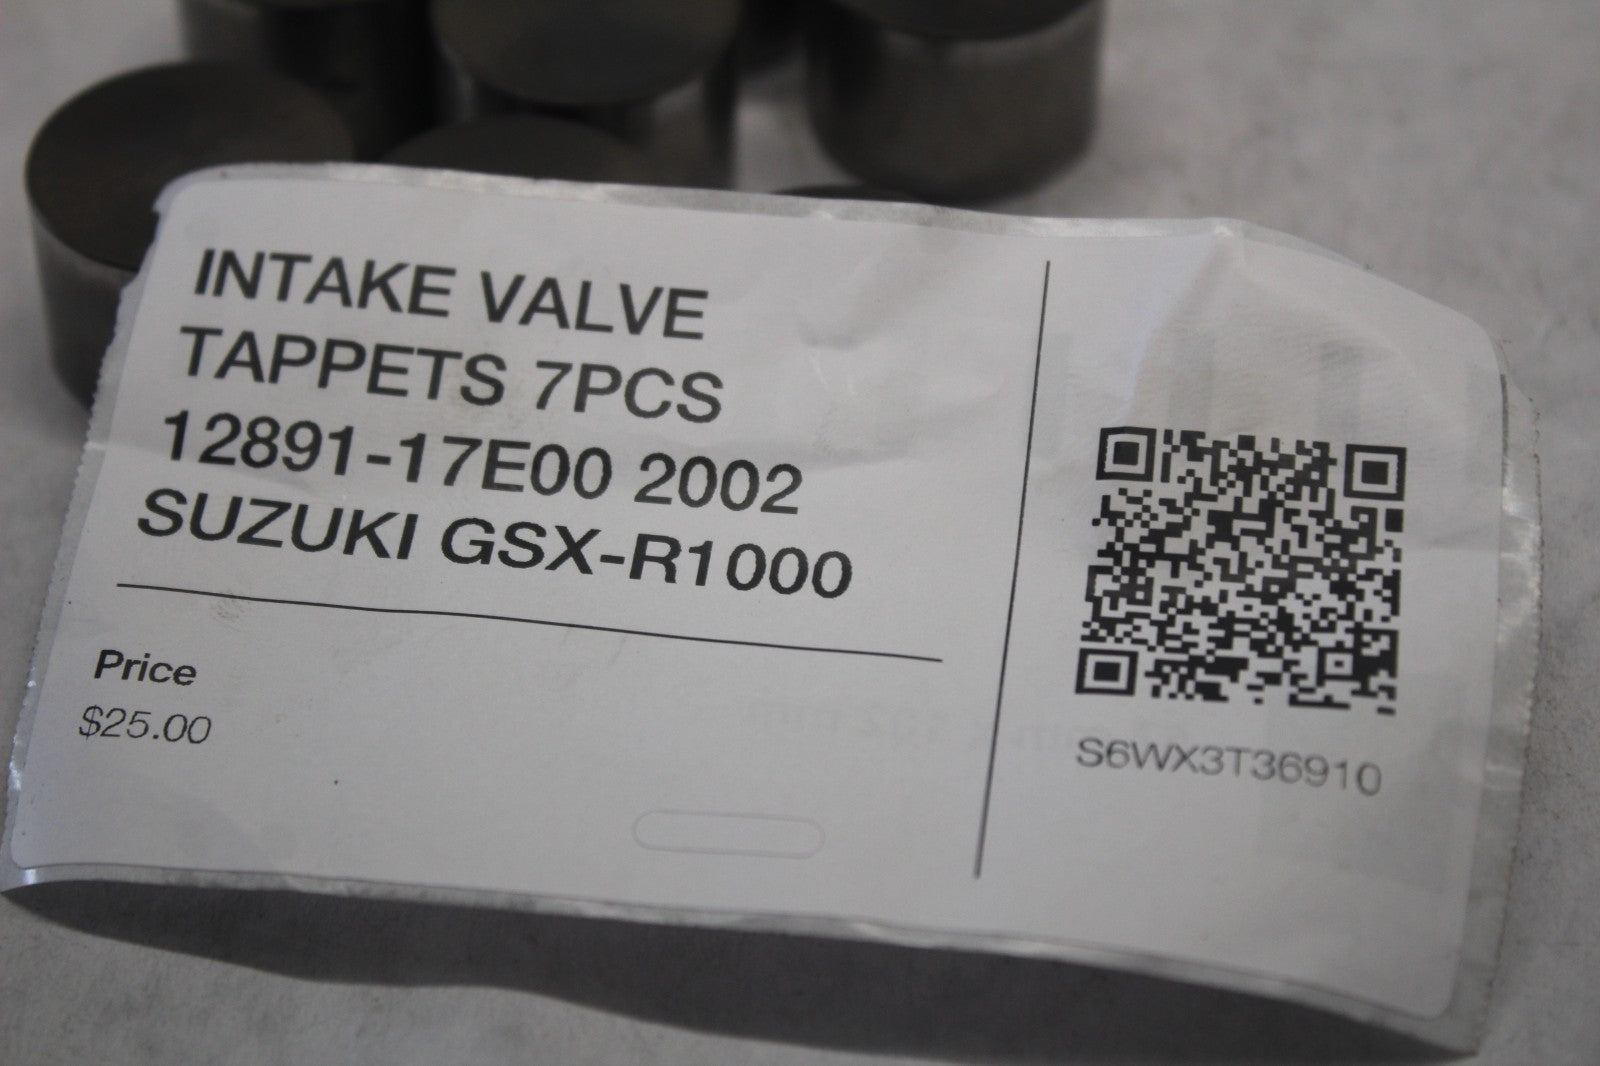 INTAKE VALVE
TAPPETS 7PCS
12891-17E00 2002
SUZUKI GSX-R1000
Price
$25.00
S6WX3T36910